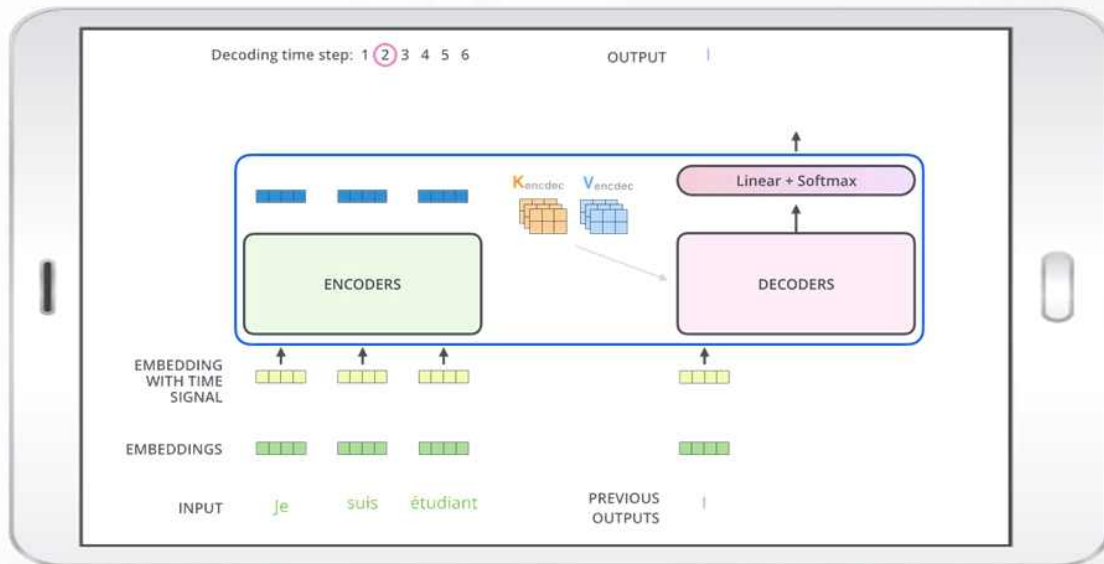 Decoding time step: 1 2 3 4 5 6
OUTPUT I
Kencdec Vencdec
Linear + Softmax
ENCODERS
DECODERS
EMBEDDING
WITH TIME
SIGNAL
EMBEDDINGS
INPUT Je suis étudiant
PREVIOUS
OUTPUTS I